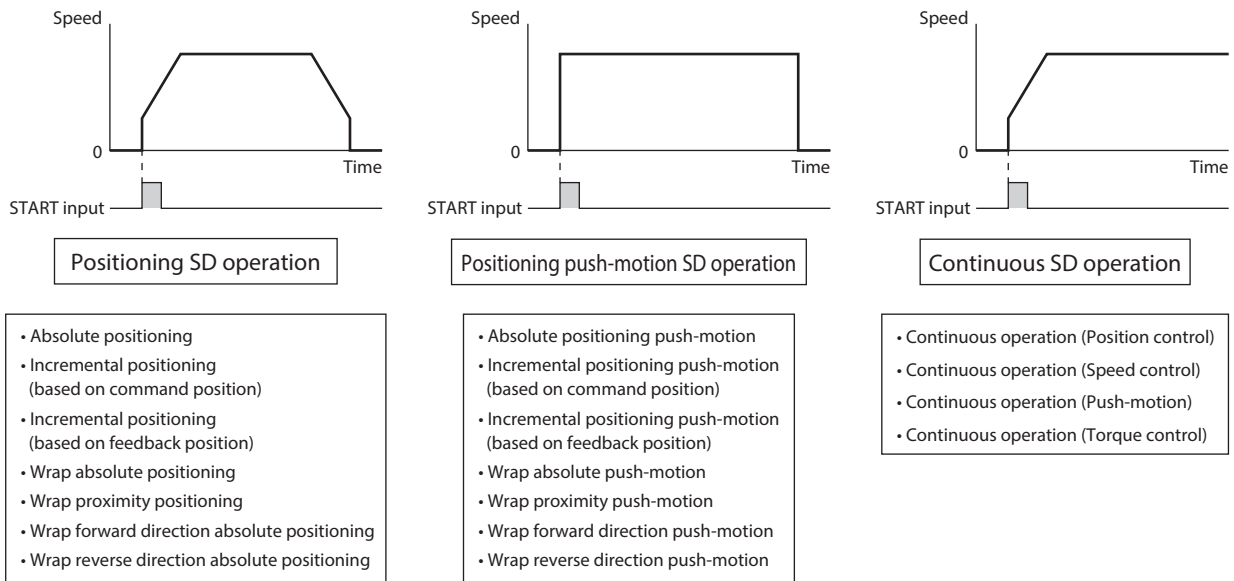 Speed
0
Time
START input
Positioning SD operation
• Absolute positioning
• Incremental positioning
(based on command position)
• Incremental positioning
(based on feedback position)
• Wrap absolute positioning
• Wrap proximity positioning
• Wrap forward direction absolute positioning
• Wrap reverse direction absolute positioning
Speed
0
Time
START input
Positioning push-motion SD operation
• Absolute positioning push-motion
• Incremental positioning push-motion
(based on command position)
• Incremental positioning push-motion
(based on feedback position)
• Wrap absolute push-motion
• Wrap proximity push-motion
• Wrap forward direction push-motion
• Wrap reverse direction push-motion
Speed
0
Time
START input
Continuous SD operation
• Continuous operation (Position control)
• Continuous operation (Speed control)
• Continuous operation (Push-motion)
• Continuous operation (Torque control)